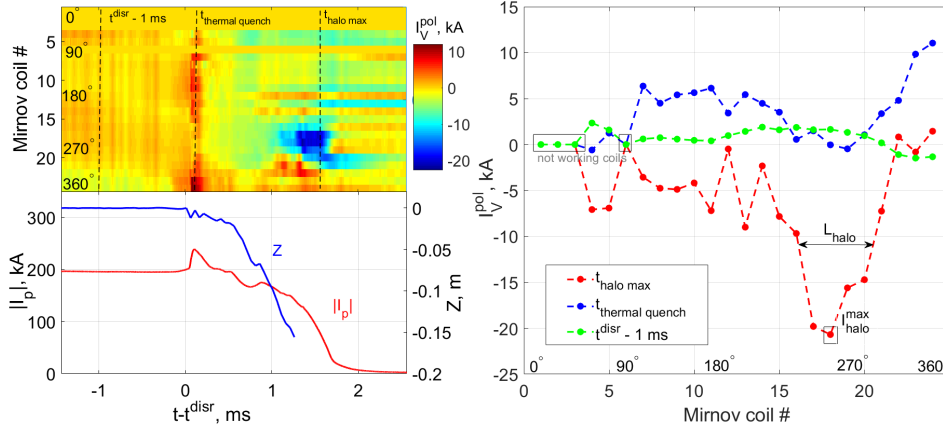 0° t^disr - 1 ms t_thermal quench t_halo max I_V^pol, kA
5
90°
10
180°
15
270°
20
360°
Mirnov coil #
10
0
-10
-20
300
200
100
0
|I_p|, kA
Z
|I_p|
0
-0.05
-0.1
-0.15
-0.2
Z, m
-1 0 1 2
t-t^disr, ms
15
10
5
0
-5
-10
-15
-20
-25
I_V^pol, kA
not working coils
L_halo
I_halo^max
t_halo max
t_thermal quench
t^disr - 1 ms
0° 90° 180° 270° 360°
0 5 10 15 20
Mirnov coil #